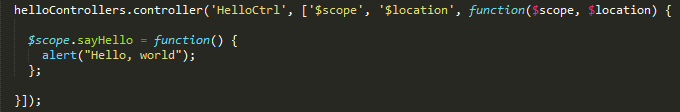 helloControllers.controller('HelloCtrl', ['$scope', '$location', function($scope, $location) {
$scope.sayHello = function() {
alert("Hello, world");
};
}]);